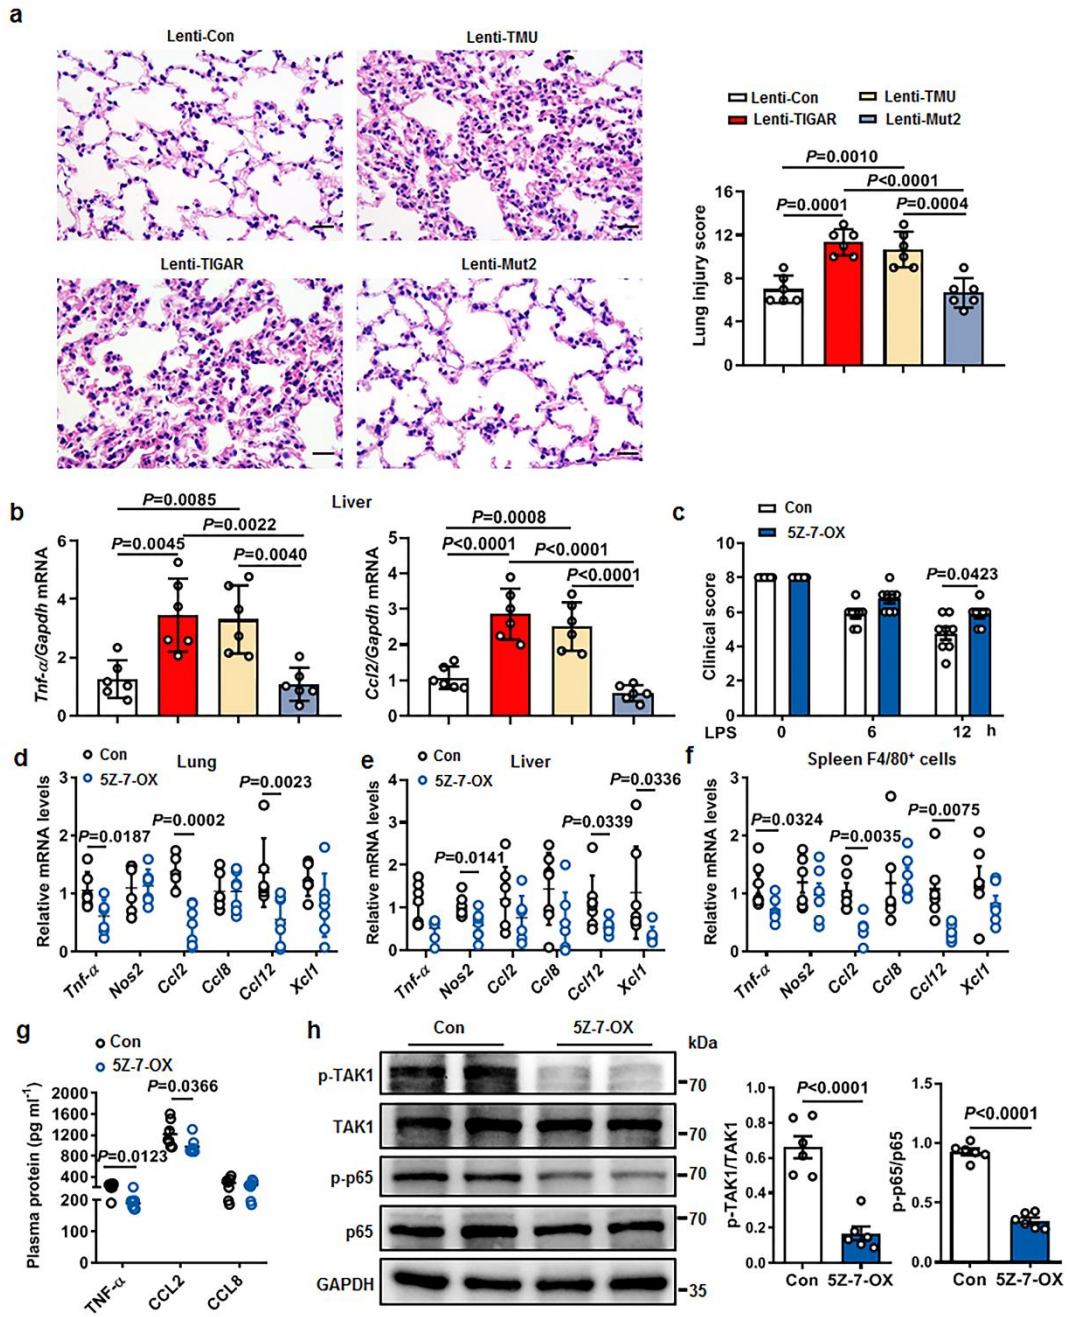 a
Lenti-Con
Lenti-TMU
Lenti-TIGAR
Lenti-Mut2
Lenti-Con
Lenti-TMU
Lenti-TIGAR
Lenti-Mut2
P=0.0010
P<0.0001
P=0.0001
P=0.0004
Lung injury score
16
12
8
4
0
b
Liver
P=0.0085
P=0.0022
P=0.0045
P=0.0040
Tnf-α/Gapdh mRNA
6
4
2
0
P=0.0008
P<0.0001
P<0.0001
P<0.0001
Ccl2/Gapdh mRNA
5
4
3
2
1
0
c
Con
5Z-7-OX
P=0.0423
Clinical score
10
8
6
4
2
0
LPS
0
6
12
h
d
Con
5Z-7-OX
Lung
P=0.0187
P=0.0002
P=0.0023
Relative mRNA levels
3
2
1
0
Tnf-α
Nos2
Ccl2
Ccl8
Ccl12
Xcl1
e
Con
5Z-7-OX
Liver
P=0.0141
P=0.0339
P=0.0336
Relative mRNA levels
4
3
2
1
0
Tnf-α
Nos2
Ccl2
Ccl8
Ccl12
Xcl1
f
Spleen F4/80⁺ cells
P=0.0324
P=0.0035
P=0.0075
Relative mRNA levels
3
2
1
0
Tnf-α
Nos2
Ccl2
Ccl8
Ccl12
Xcl1
g
Con
5Z-7-OX
P=0.0366
P=0.0123
Plasma protein (pg ml⁻¹)
2000
1600
1200
800
400
200
100
0
TNF-α
CCL2
CCL8
h
Con
5Z-7-OX
kDa
p-TAK1
70
TAK1
70
p-p65
70
p65
GAPDH
35
P<0.0001
p-TAK1/TAK1
1.0
0.8
0.6
0.4
0.2
0.0
Con
5Z-7-OX
P<0.0001
p-p65/p65
1.5
1.0
0.5
0.0
Con
5Z-7-OX